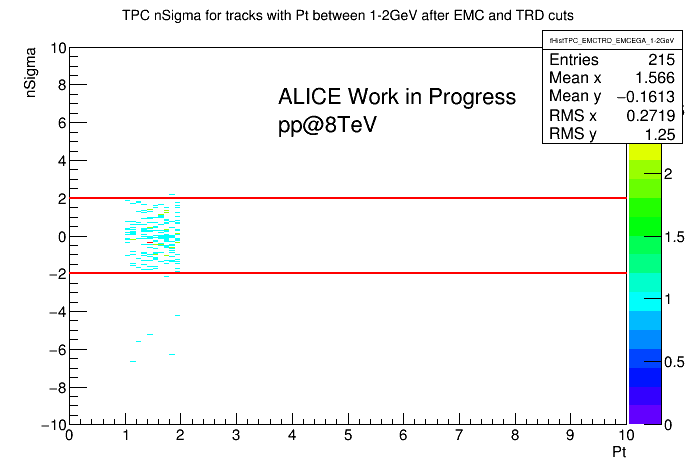 TPC nSigma for tracks with Pt between 1-2GeV after EMC and TRD cuts
fHistTPC_EMCTRD_EMCEGA_1-2GeV
Entries 215
Mean x 1.566
Mean y −0.1613
RMS x 0.2719
RMS y 1.25
ALICE Work in Progress
pp@8TeV
nSigma
10
8
6
4
2
0
−2
−4
−6
−8
−10
0 1 2 3 4 5 6 7 8 9 10
Pt
2
1.5
1
0.5
0